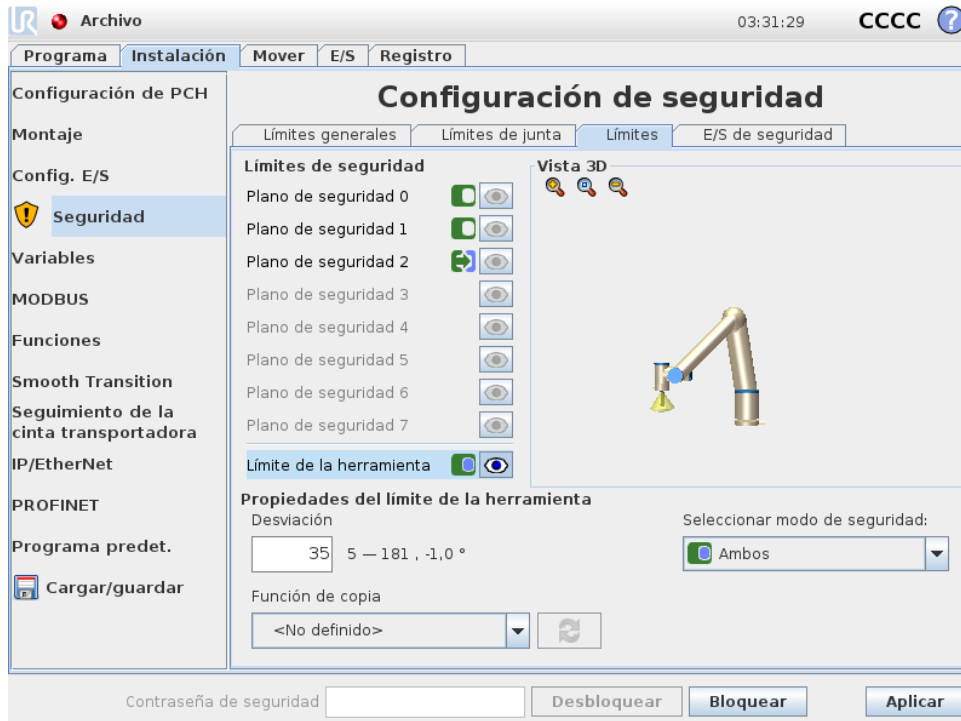 UR Archivo 03:31:29 CCCC ?
Programa Instalación Mover E/S Registro
Configuración de PCH
Montaje
Config. E/S
Seguridad
Variables
MODBUS
Funciones
Smooth Transition
Seguimiento de la
cinta transportadora
IP/EtherNet
PROFINET
Programa predet.
Cargar/guardar
Configuración de seguridad
Límites generales Límites de junta Límites E/S de seguridad
Límites de seguridad
Plano de seguridad 0
Plano de seguridad 1
Plano de seguridad 2
Plano de seguridad 3
Plano de seguridad 4
Plano de seguridad 5
Plano de seguridad 6
Plano de seguridad 7
Límite de la herramienta
Vista 3D
Propiedades del límite de la herramienta
Desviación
35 5 — 181 , -1,0 °
Seleccionar modo de seguridad:
Ambos
Función de copia
<No definido>
Contraseña de seguridad Desbloquear Bloquear Aplicar